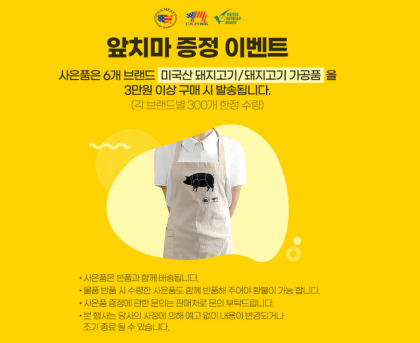 앞치마 증정 이벤트
사은품은 6개 브랜드 미국산 돼지고기/돼지고기 가공품 을
3만원 이상 구매 시 발송됩니다.
(각 브랜드별 300개 한정 수량)
• 사은품은 본품과 함께 배송됩니다.
• 물품 반품 시 수령한 사은품도 함께 반품해 주어야 환불이 가능 합니다.
• 사은품 증정에 관한 문의는 판매처로 문의 부탁드립니다.
• 본 행사는 당사의 사정에 의해 예고 없이 내용이 변경되거나
조기 종료 될 수 있습니다.